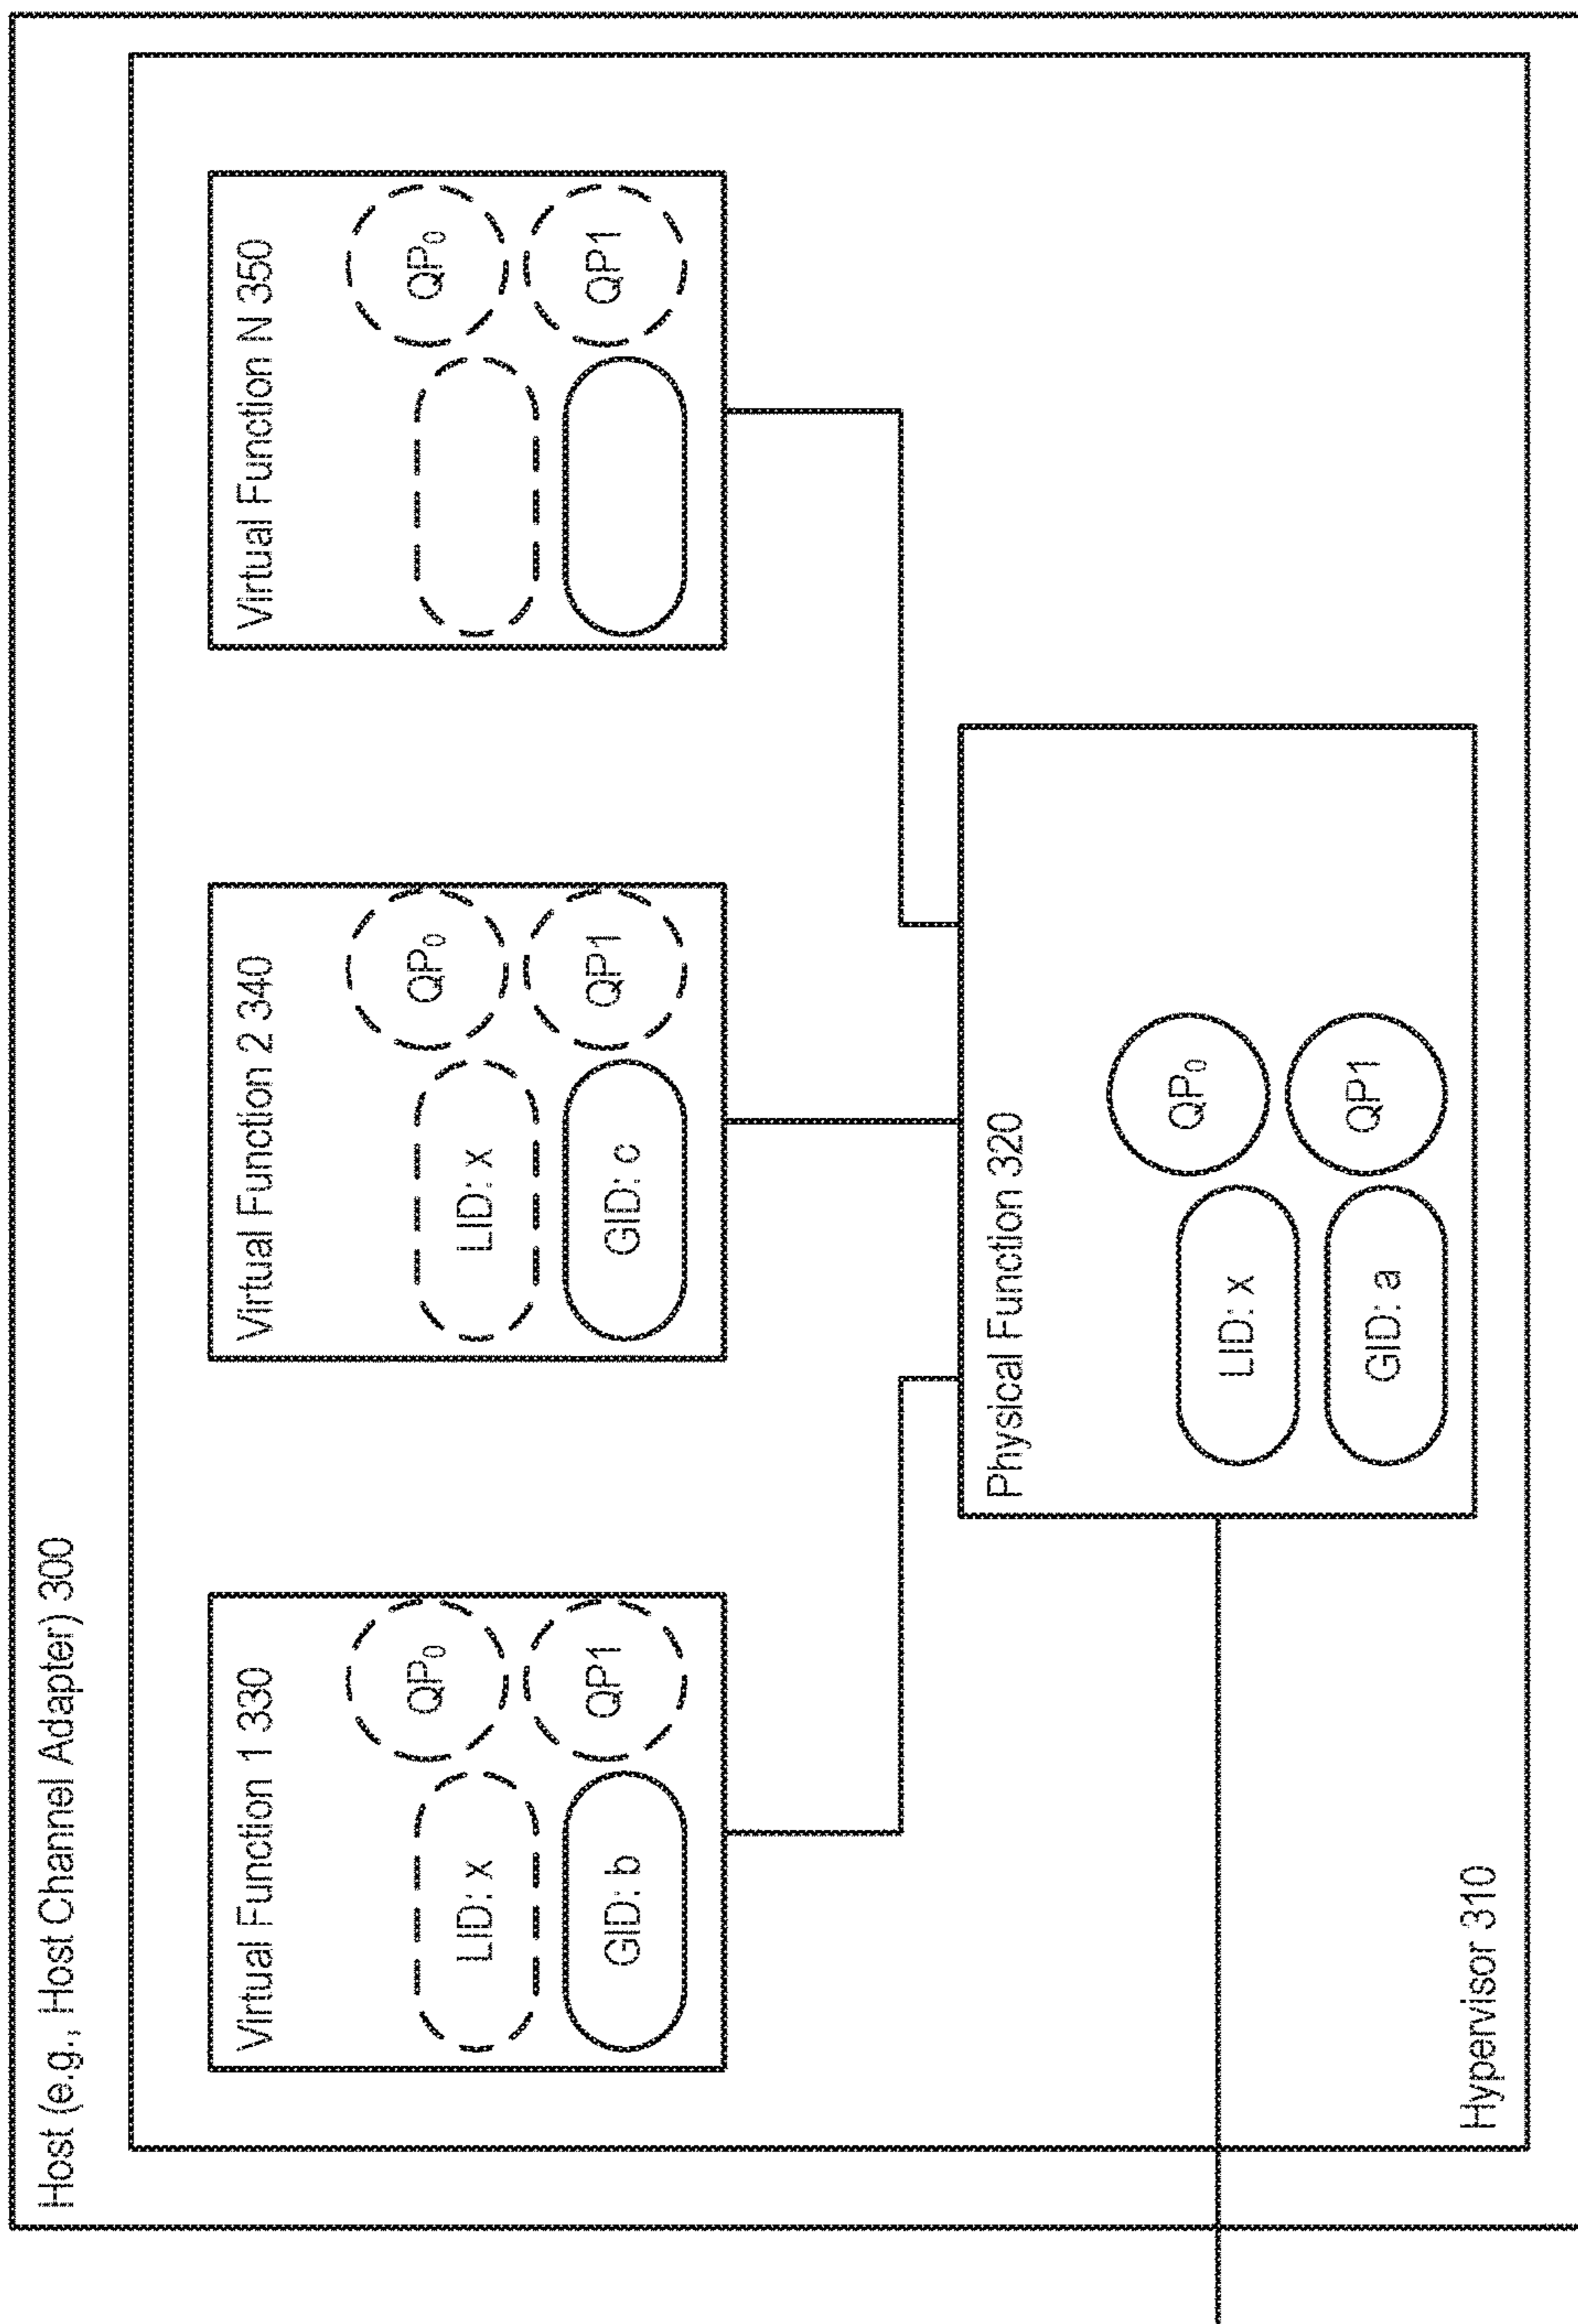 Host (e.g., Host Channel Adapter) 300
Virtual Function 1 330
LID: x
QP0
GID: b
QP1
Virtual Function 2 340
LID: x
QP0
GID: c
QP1
Virtual Function N 350
QP0
QP1
Physical Function 320
LID: x
QP0
GID: a
QP1
Hypervisor 310